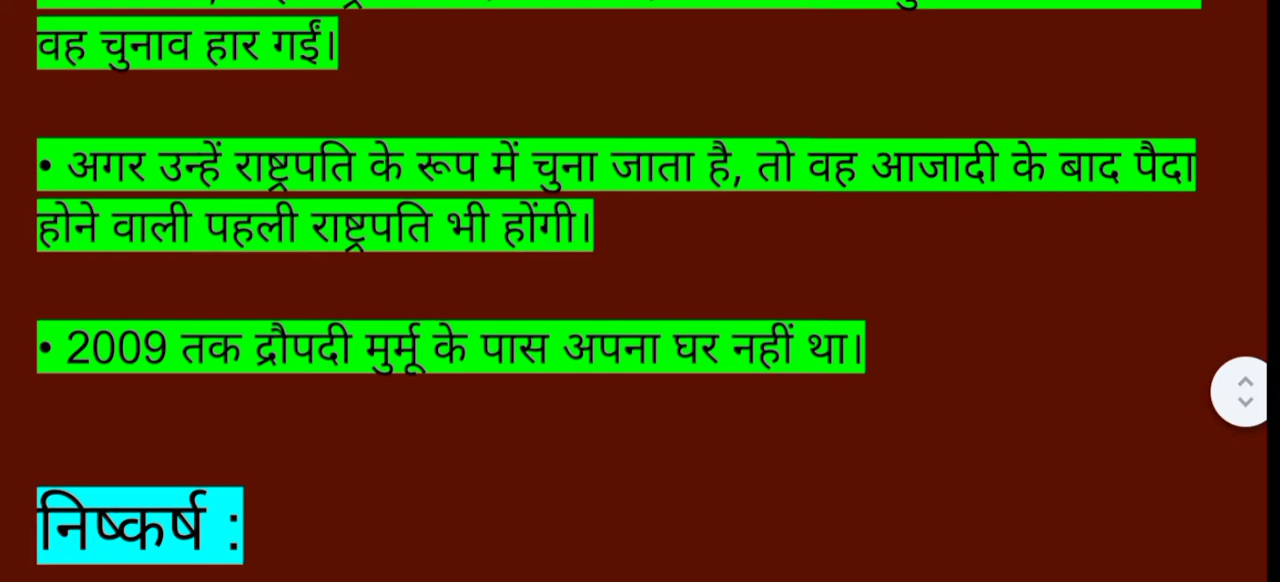 वह चुनाव हार गईं।
• अगर उन्हें राष्ट्रपति के रूप में चुना जाता है, तो वह आजादी के बाद पैदा
होने वाली पहली राष्ट्रपति भी होंगी।
• 2009 तक द्रौपदी मुर्मू के पास अपना घर नहीं था।
निष्कर्ष :